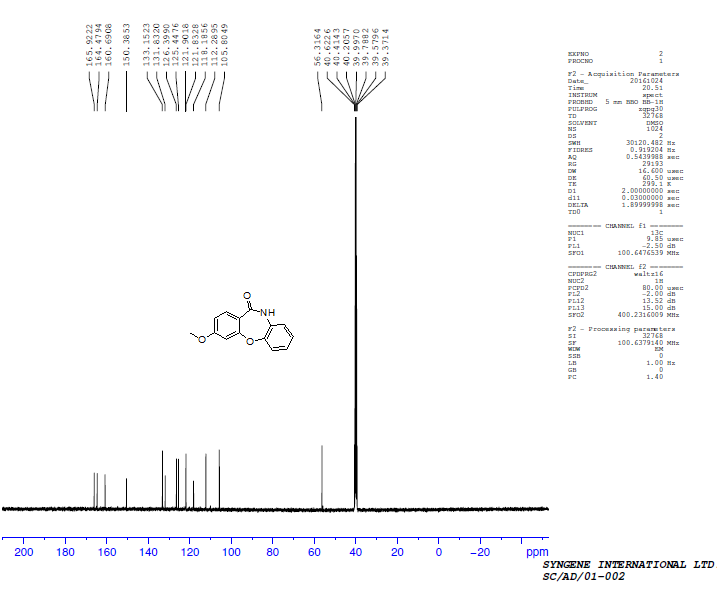 165.9222
164.4794
160.6908
150.3853
133.1523
131.8320
126.3990
125.4476
121.9018
121.8328
118.1856
112.2895
105.8049
56.3164
40.6226
40.4143
40.2057
39.9970
39.7882
39.5796
39.3714
EXPNO 2
PROCNO 1
F2 - Acquisition Parameters
Date_ 20161024
Time 20.51
INSTRUM spect
PROBHD 5 mm BBO BB-1H
PULPROG zgpg30
TD 32768
SOLVENT DMSO
NS 1024
DS 2
SWH 30120.482 Hz
FIDRES 0.919204 Hz
AQ 0.5439988 sec
RG 29193
DW 16.600 usec
DE 60.50 usec
TE 299.1 K
D1 2.00000000 sec
d11 0.03000000 sec
DELTA 1.89999998 sec
TD0 1
======== CHANNEL f1 ========
NUC1 13C
P1 9.85 usec
PL1 -2.50 dB
SFO1 100.6476539 MHz
======== CHANNEL f2 ========
CPDPRG2 waltz16
NUC2 1H
PCPD2 80.00 usec
PL2 -2.00 dB
PL12 13.52 dB
PL13 15.00 dB
SFO2 400.2316009 MHz
F2 - Processing parameters
SI 32768
SF 100.6379140 MHz
WDW EM
SSB 0
LB 1.00 Hz
GB 0
PC 1.40
O
NH
O
O
200 180 160 140 120 100 80 60 40 20 0 -20 ppm
SYNGENE INTERNATIONAL LTD
SC/AD/01-002